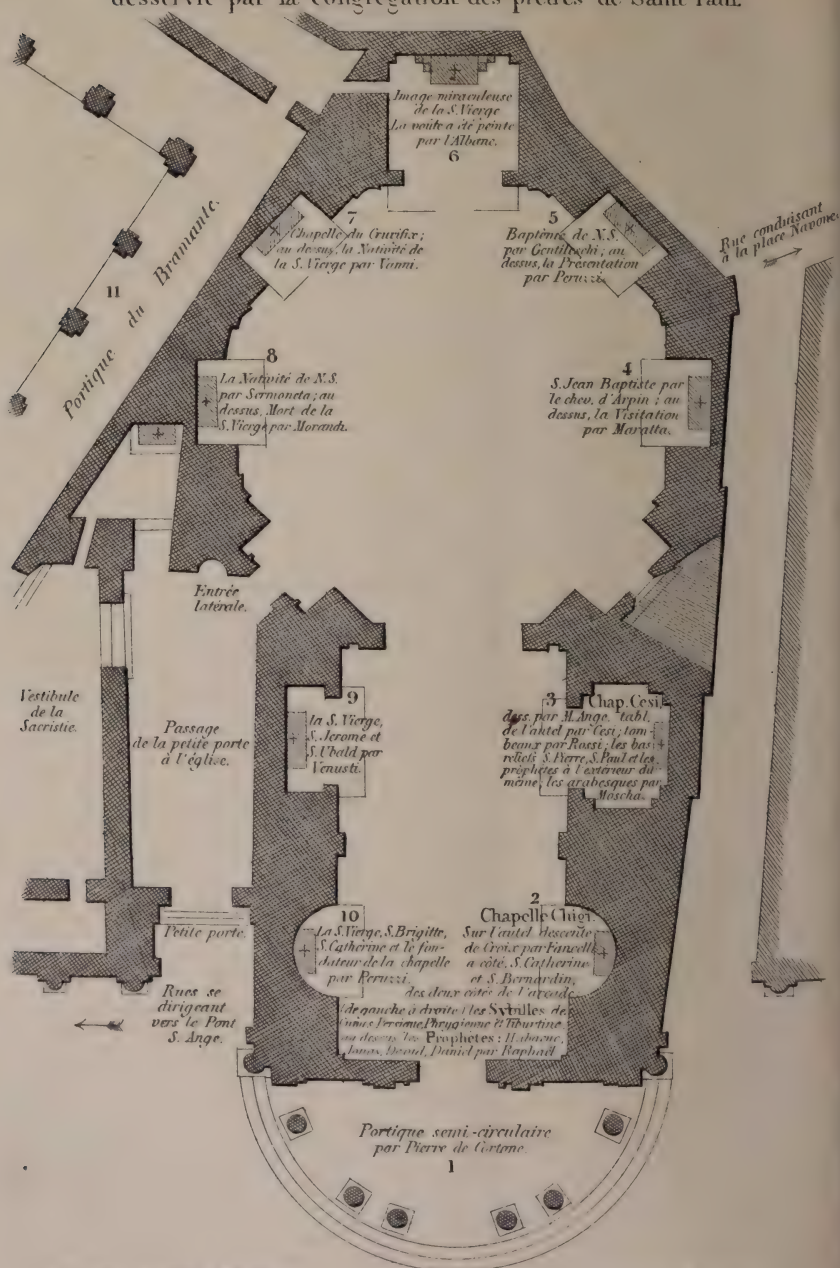 desservie par la Congrégation des prêtres de Saint Paul.
Image miraculeuse
de la S. Vierge
La voûte a été peinte
par l'Albane.
6
7
Chapelle du Crucifix ;
au dessus, la Nativité de
la S. Vierge par Vanni.
5
Baptême de N.S.
par Gentileschi ; au
dessus, la Présentation
par Peruzzi.
Rue conduisant
à la place Navone.
Portique du Bramante.
11
8
La Nativité de N.S.
par Sermoneta ; au
dessus, Mort de la
S. Vierge par Morandi.
4
S. Jean Baptiste par
le chev. d'Arpin ; au
dessus, la Visitation
par Maratta.
Entrée
latérale.
Vestibule
de la
Sacristie.
Passage
de la petite porte
à l'église.
9
la S. Vierge,
S. Jerome et
S. Ubald par
Venusti.
3 Chap. Cesi,
dess. par M. Ange. tabl.
de l'autel par Cesi ; tom-
beaux par Rossi ; les bas
reliefs S. Pierre, S. Paul et les
prophètes à l'extérieur du
même, les arabesques par
Moscha.
Petite porte.
Rues se
dirigeant
vers le Pont
S. Ange.
10
La S. Vierge, S. Brigitte,
S. Catherine et le fon-
dateur de la chapelle
par Peruzzi.
2
Chapelle Chigi.
Sur l'autel descente
de Croix par Fancelli
a côté, S. Catherine
et S. Bernardin,
des deux côtés de l'arcade
(de gauche à droite) les Sybilles de
Cumes Persique, Phrygienne et Tiburtine
au dessus les Prophètes :
Jonas, David, Daniel par Raphaël
Portique semi-circulaire
par Pierre de Cortone.
1